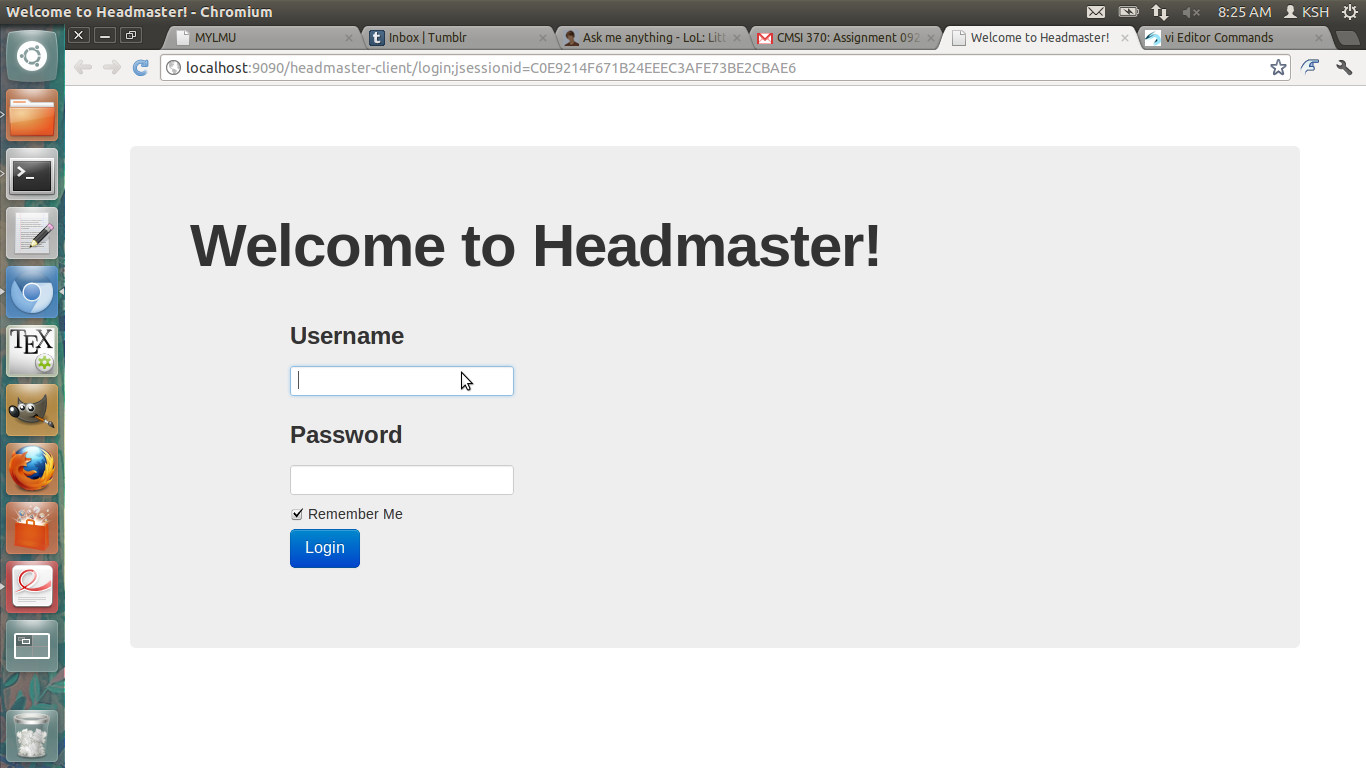 Welcome to Headmaster! - Chromium
8:25 AM
KSH
MYLMU
Inbox | Tumblr
Ask me anything - LoL: Litt
CMSI 370: Assignment 092
Welcome to Headmaster!
vi Editor Commands
localhost:9090/headmaster-client/login;jsessionid=C0E9214F671B24EEEC3AFE73BE2CBAE6
TEX
Welcome to Headmaster!
Username
Password
Remember Me
Login